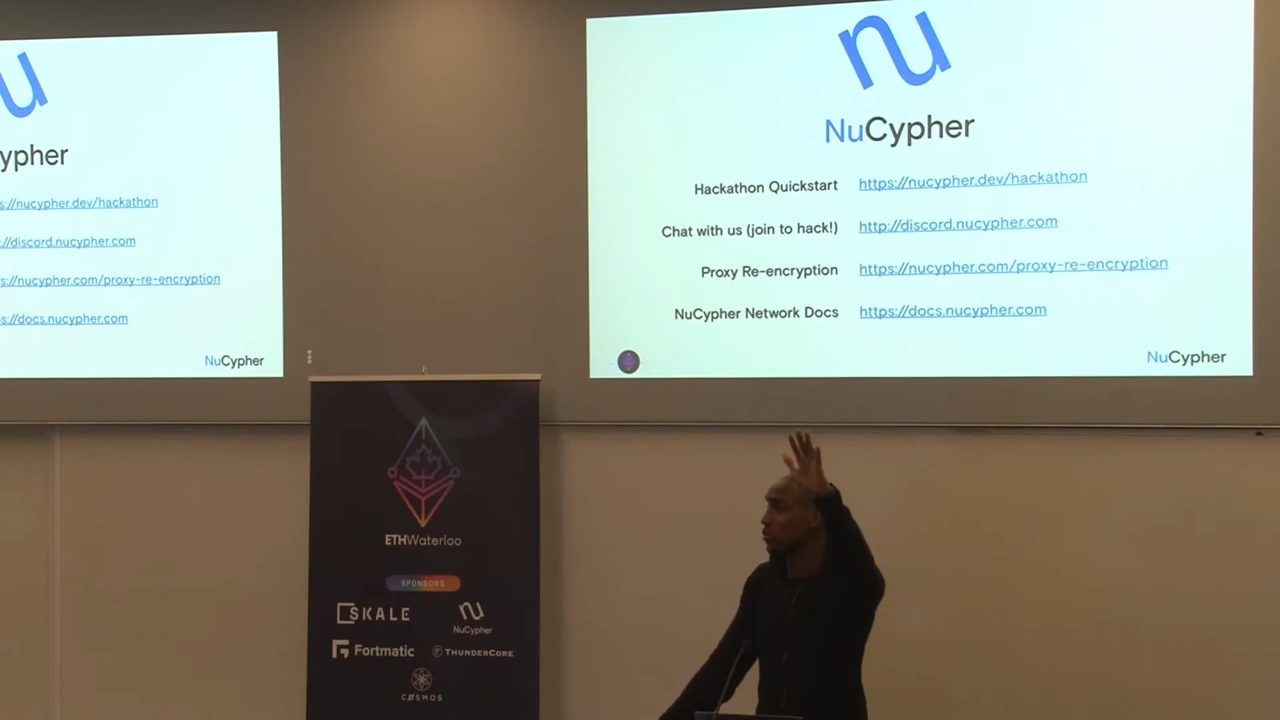 ypher
s://nucypher.dev/hackathon
://discord.nucypher.com
s://nucypher.com/proxy-re-encryption
s://docs.nucypher.com
NuCypher
NuCypher
Hackathon Quickstart https://nucypher.dev/hackathon
Chat with us (join to hack!) http://discord.nucypher.com
Proxy Re-encryption https://nucypher.com/proxy-re-encryption
NuCypher Network Docs https://docs.nucypher.com
NuCypher
ETHWaterloo
SPONSORS
SKALE
NuCypher
Fortmatic
THUNDERCORE
COSMOS